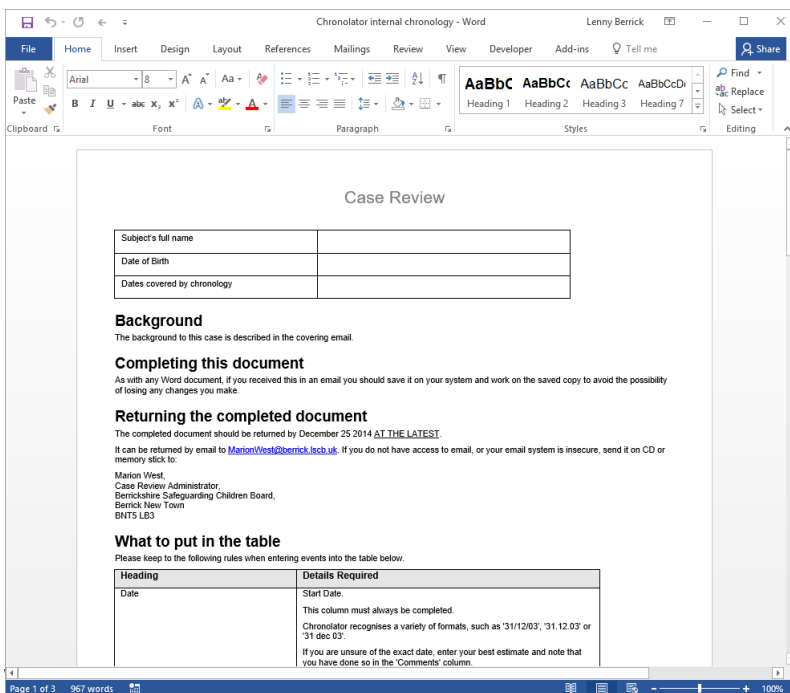 Chronolator internal chronology - Word
Lenny Berrick
File Home Insert Design Layout References Mailings Review View Developer Add-ins Tell me Share
Paste
Arial 8 A A Aa
B I U abc X₂ X² A aby A
AaBbC AaBbCc AaBbCc AaBbCcDı
Heading 1 Heading 2 Heading 3 Heading 7
Find
Replace
Select
Clipboard Font Paragraph Styles Editing
Case Review
Subject's full name
Date of Birth
Dates covered by chronology
Background
The background to this case is described in the covering email.
Completing this document
As with any Word document, if you received this in an email you should save it on your system and work on the saved copy to avoid the possibility
of losing any changes you make.
Returning the completed document
The completed document should be returned by December 25 2014 AT THE LATEST.
It can be returned by email to MarionWest@berrick.lscb.uk. If you do not have access to email, or your email system is insecure, send it on CD or
memory stick to:
Marion West,
Case Review Administrator,
Berrickshire Safeguarding Children Board,
Berrick New Town
BNT5 LB3
What to put in the table
Please keep to the following rules when entering events into the table below.
Heading Details Required
Date Start Date.
This column must always be completed.
Chronolator recognises a variety of formats, such as '31/12/03', '31.12.03' or
'31 dec 03'.
If you are unsure of the exact date, enter your best estimate and note that
you have done so in the 'Comments' column.
Page 1 of 3 967 words 100%